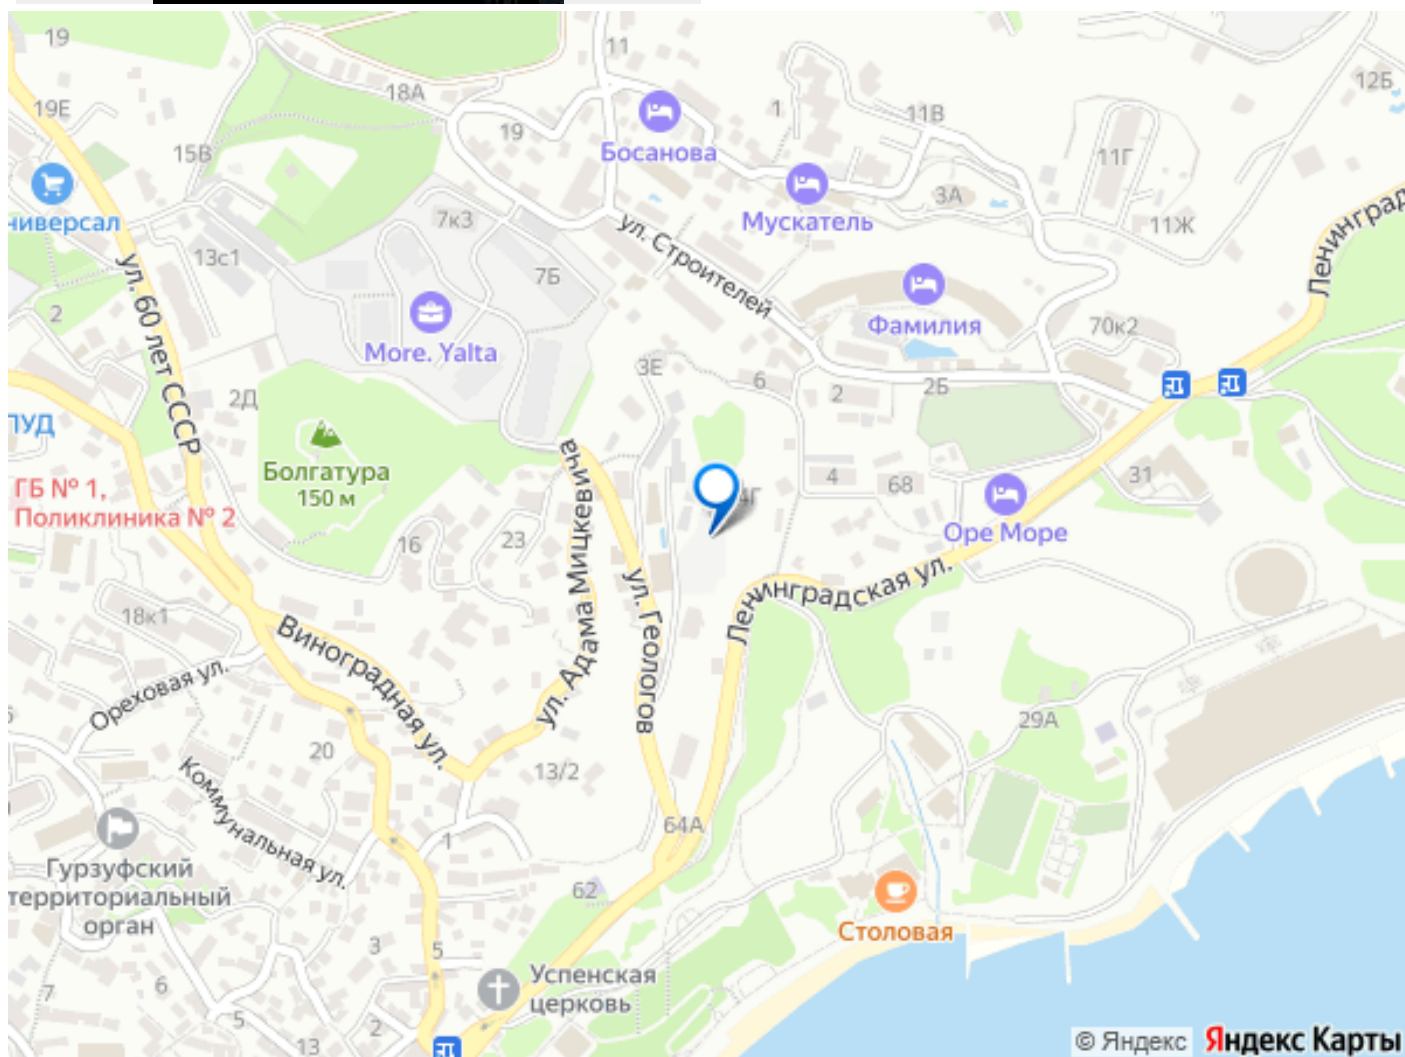 19
11
18А
12Б
19Е
1
11В
19
Босанова
15В
11Г
3А
ниверсал
7к3
Мускатель
ул. Строителей
11Ж
Ленинград
13с1
7Б
ул. 60 лет СССР
2
Фамилия
70к2
More. Yalta
3Е
6
2
2Б
2Д
ПУД
Болгатура
150 м
ул. Адама Мицкевича
31
4
68
ГБ № 1,
Поликлиника № 2
4Г
Оре Море
23
16
ул. Геологов
Ленинградская ул.
18к1
Виноградная ул.
Ореховая ул.
29А
20
13/2
Коммунальная ул.
64А
1
Гурзуфский
территориальный
орган
62
Столовая
3
5
Успенская
церковь
6
7
5
2
13
© Яндекс Яндекс Карты